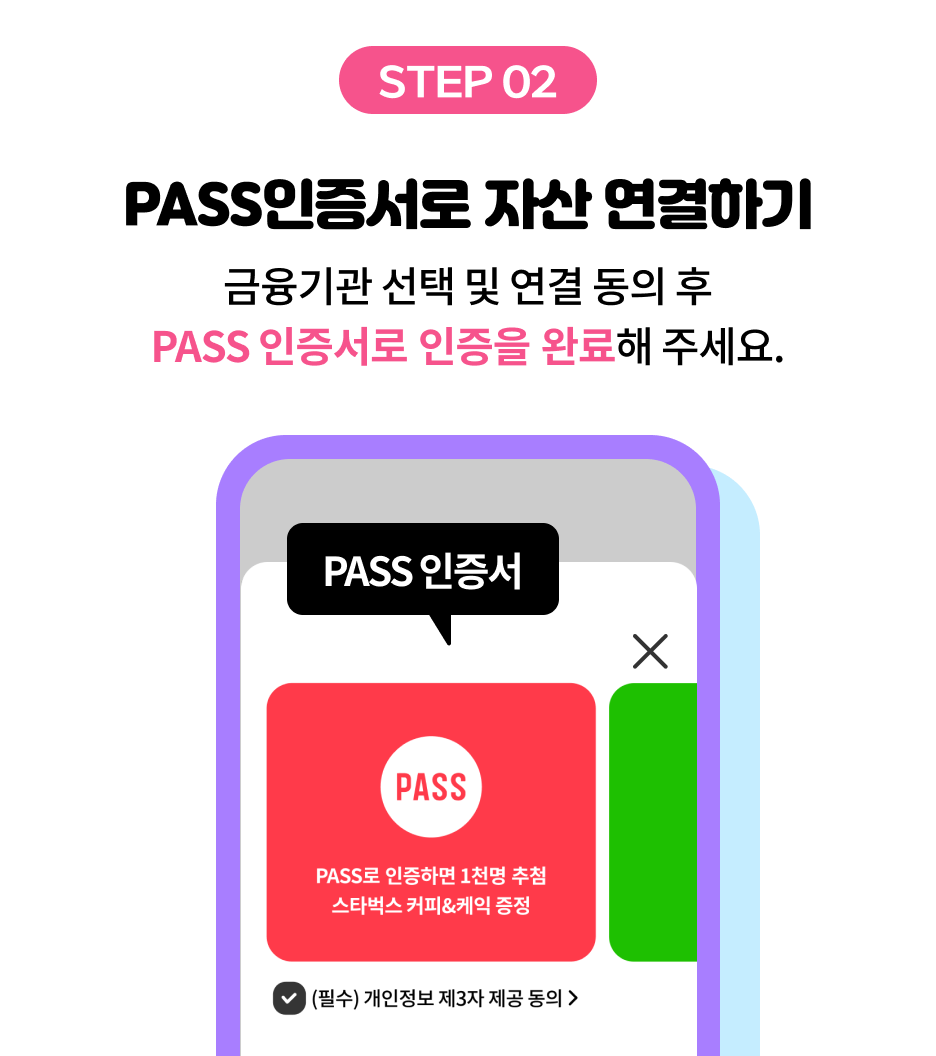 STEP 02
PASS인증서로 자산 연결하기
금융기관 선택 및 연결 동의 후
PASS 인증서로 인증을 완료해 주세요.
PASS 인증서
PASS
PASS로 인증하면 1천명 추첨
스타벅스 커피&케익 증정
(필수) 개인정보 제3자 제공 동의 >